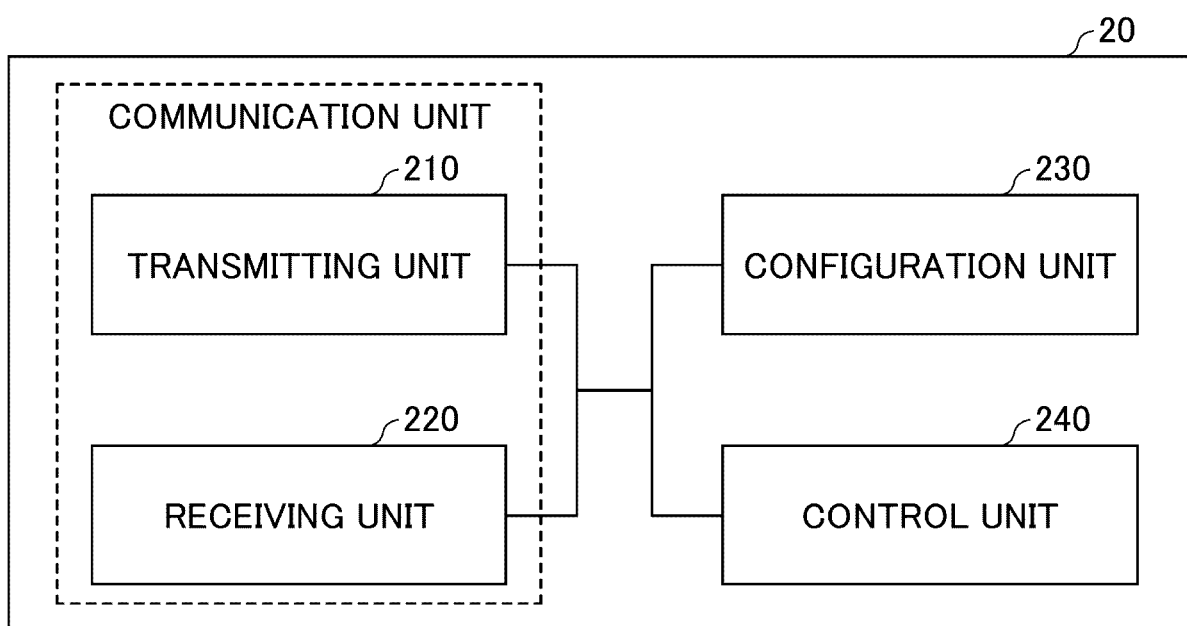 20
COMMUNICATION UNIT
210
230
TRANSMITTING UNIT
CONFIGURATION UNIT
220
240
RECEIVING UNIT
CONTROL UNIT